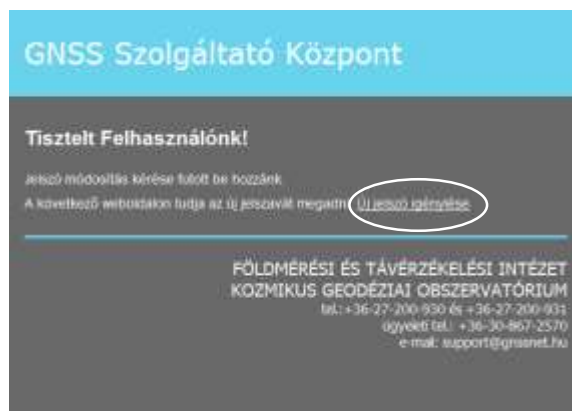 GNSS Szolgáltató Központ
Tisztelt Felhasználónk!
Jelszó módosítás kérése futott be hozzánk
A következő weboldalon tudja az új jelszavát megadni Új jelszó igénylése
FÖLDMÉRÉSI ÉS TÁVÉRZÉKELÉSI INTÉZET
KOZMIKUS GEODÉZIAI OBSZERVATÓRIUM
tel.: +36-27-200-930 és +36-27-200-931
ügyeleti tel.: +36-30-867-2570
e-mail: support@gnssnet.hu